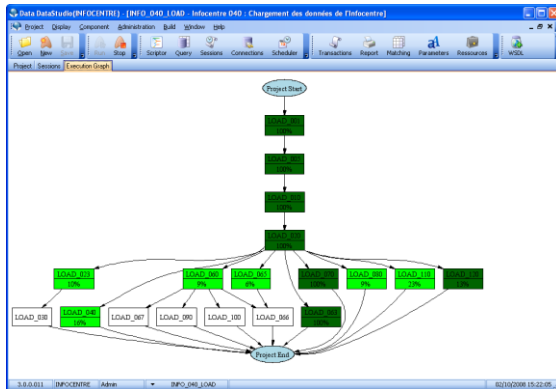 Data DataStudio(INFOCENTRE) - [INFO_040_LOAD - Infocentre 040 : Chargement des données de l'Infocentre]
Project Display Component Administration Build Window Help
Open New Save Run Stop Scriptor Query Sessions Connections Scheduler Transactions Report Matching Parameters Ressources WSDL
Project Sessions Execution Graph
Project Start
100%
100%
100%
100%
LOAD_023 LOAD_060 LOAD_065 LOAD_080 LOAD_110
10% 9% 6% 100% 9% 23% 12%
LOAD_030 LOAD_040 LOAD_067 LOAD_090 LOAD_100 LOAD_066
16% 100%
Project End
3.0.0.011 INFOCENTRE Admin INFO_040_LOAD 02/10/2008 15:22:05